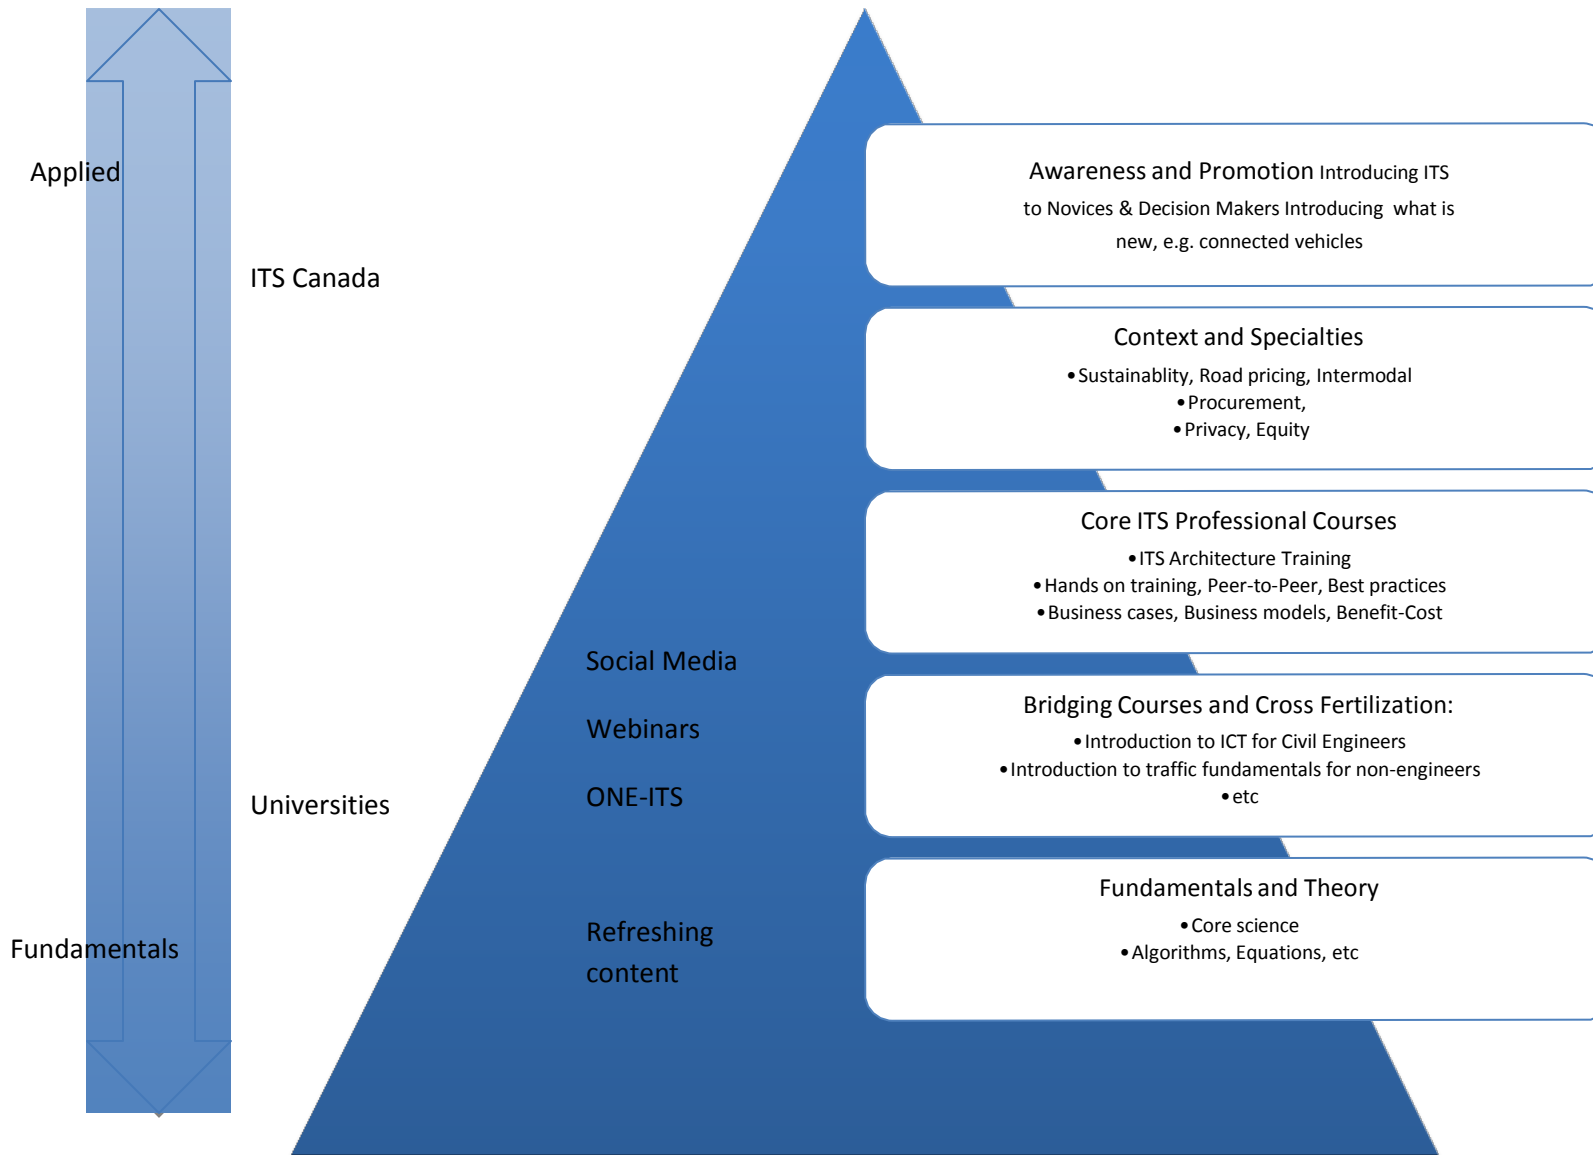 Applied
ITS Canada
Universities
Fundamentals
Social Media
Webinars
ONE-ITS
Refreshing
content
Awareness and Promotion Introducing ITS
to Novices & Decision Makers Introducing what is
new, e.g. connected vehicles
Context and Specialties
•Sustainablity, Road pricing, Intermodal
•Procurement,
•Privacy, Equity
Core ITS Professional Courses
•ITS Architecture Training
•Hands on training, Peer-to-Peer, Best practices
•Business cases, Business models, Benefit-Cost
Bridging Courses and Cross Fertilization:
•Introduction to ICT for Civil Engineers
•Introduction to traffic fundamentals for non-engineers
•etc
Fundamentals and Theory
•Core science
•Algorithms, Equations, etc